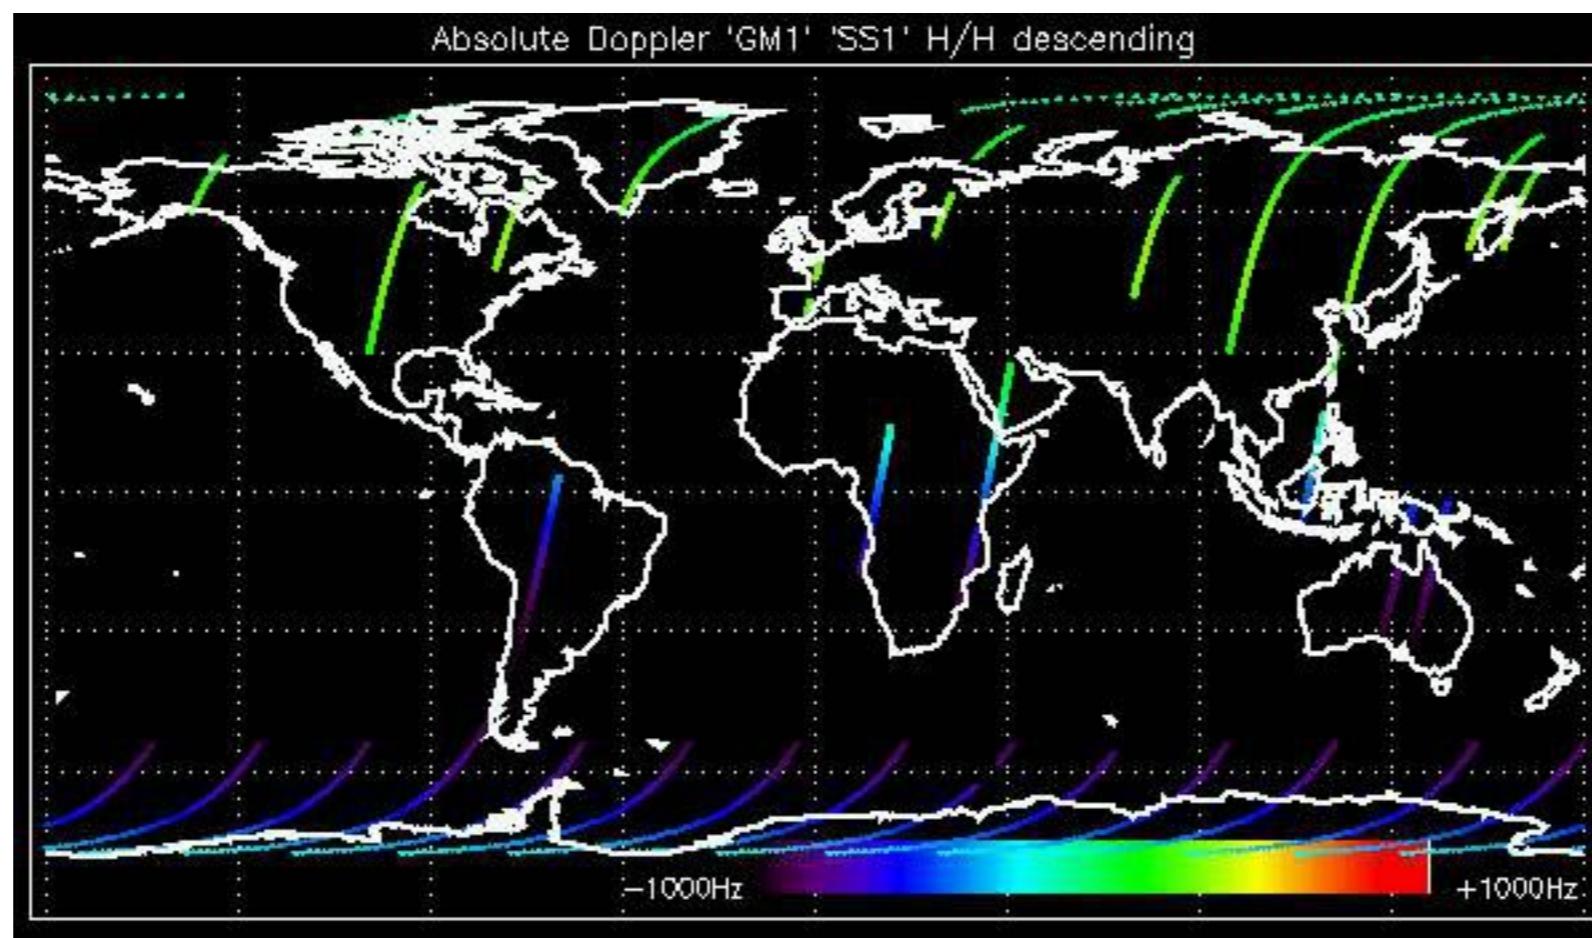 Absolute Doppler 'GM1' 'SS1' H/H descending
−1000Hz +1000Hz